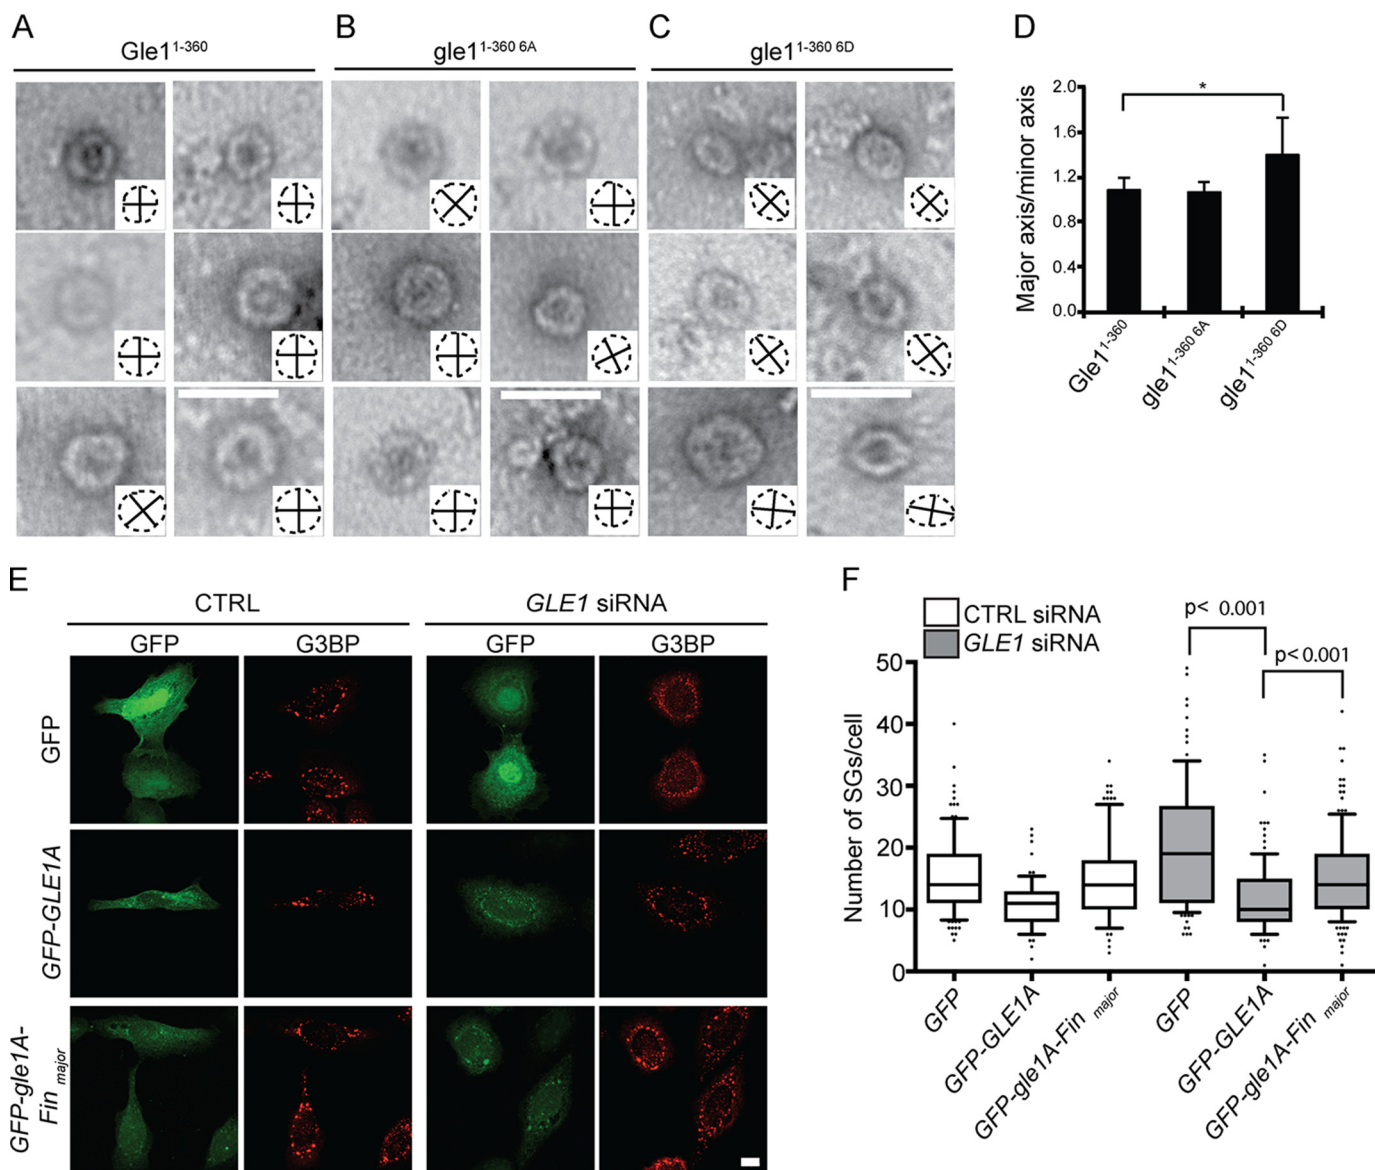 A B C D
Gle1 1-360 gle1 1-360 6A gle1 1-360 6D
Major axis/minor axis
2.0
1.6
1.2
0.8
0.4
0.0
*
Gle1 1-360 gle1 1-360 6A gle1 1-360 6D
E
CTRL GLE1 siRNA
GFP G3BP GFP G3BP
GFP
GFP-GLE1A
GFP-gle1A-
Fin major
F
CTRL siRNA
GLE1 siRNA
p< 0.001
p<0.001
Number of SGs/cell
50
40
30
20
10
0
GFP GFP-GLE1A GFP-gle1A-Fin major GFP GFP-GLE1A GFP-gle1A-Fin major